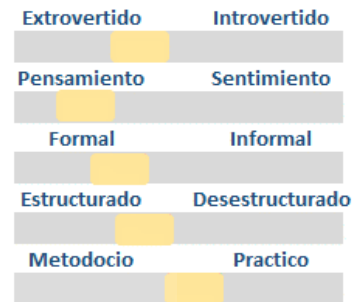 Extrovertido Introvertido
Pensamiento Sentimiento
Formal Informal
Estructurado Desestructurado
Metodocio Practico